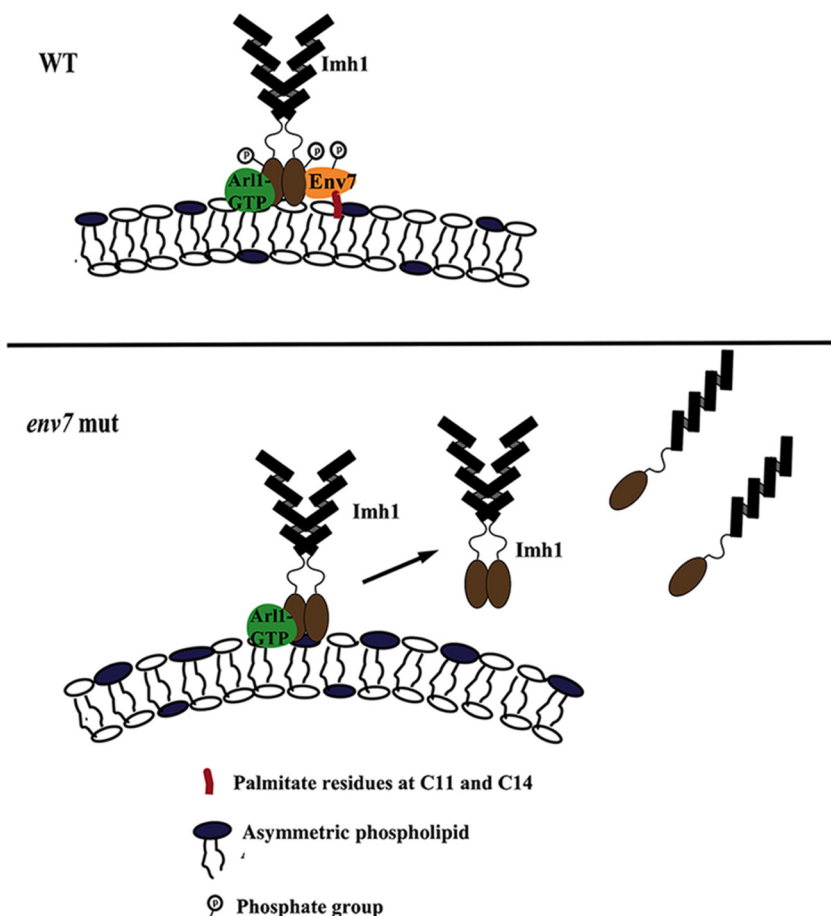 WT
Imh1
P
P
P
Arl1-
GTP
Env7
env7 mut
Imh1
Imh1
Arl1-
GTP
Palmitate residues at C11 and C14
Asymmetric phospholipid
P
Phosphate group